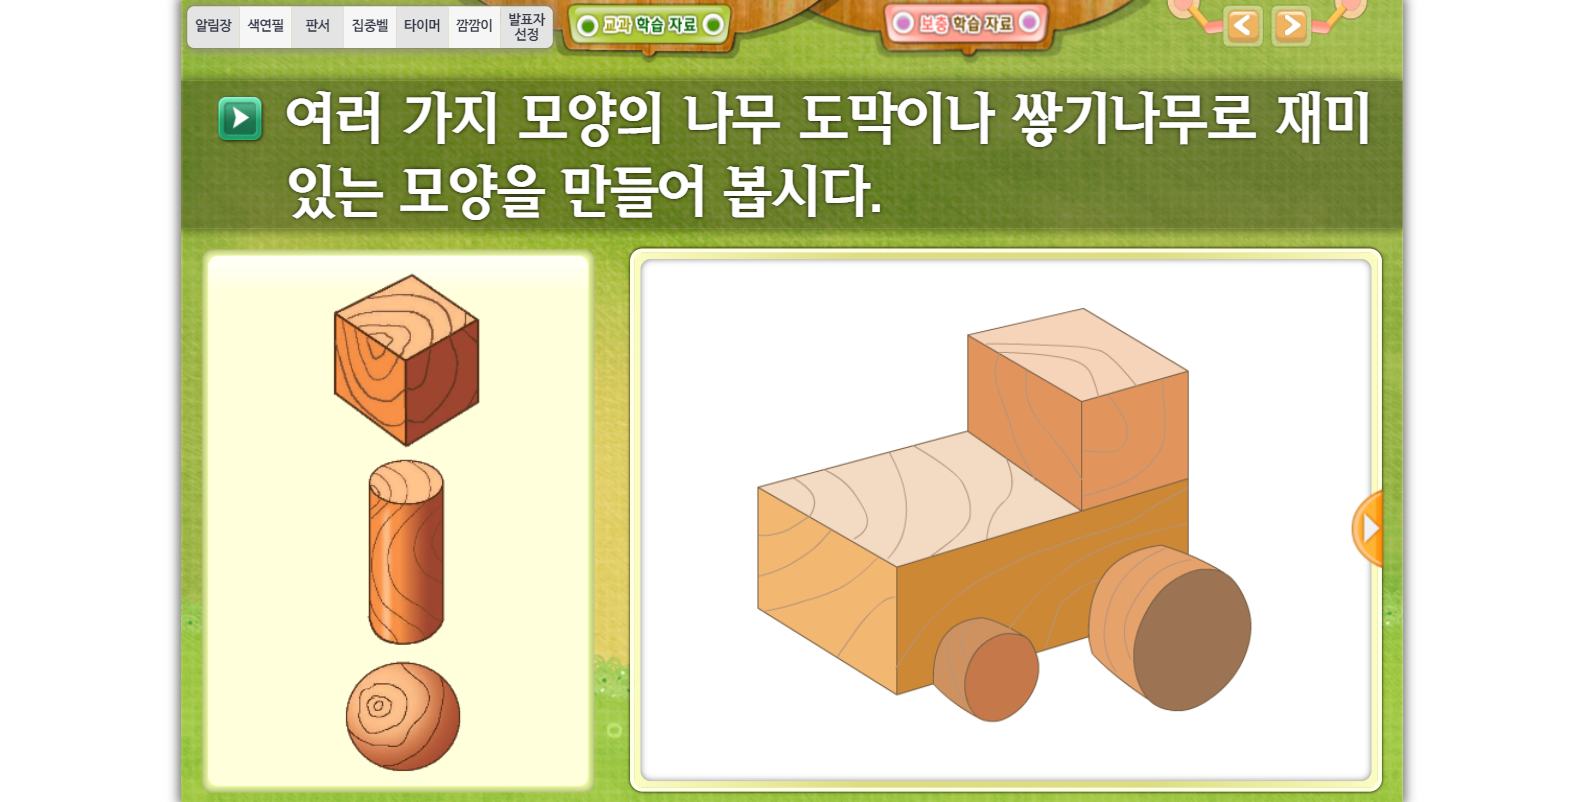 알림장 색연필 판서 집중벨 타이머 깜깜이 발표자
선정
교과 학습 자료
보충 학습 자료
여러 가지 모양의 나무 도막이나 쌓기나무로 재미
있는 모양을 만들어 봅시다.